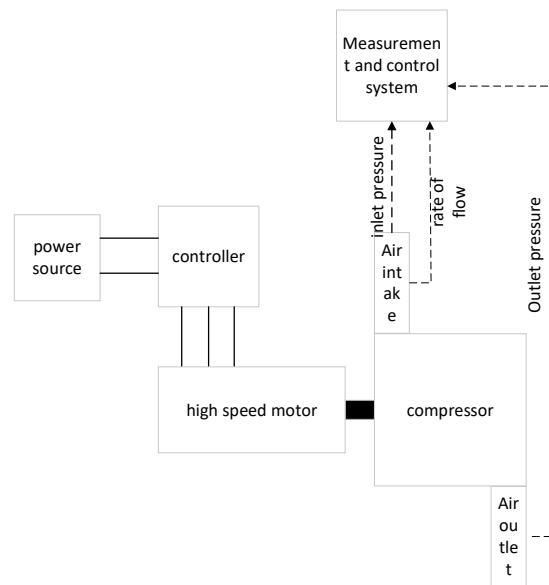 Measuremen
t and control
system
inlet pressure
rate of
flow
Outlet pressure
power
source
controller
Air
int
ak
e
high speed motor
compressor
Air
ou
tle
t